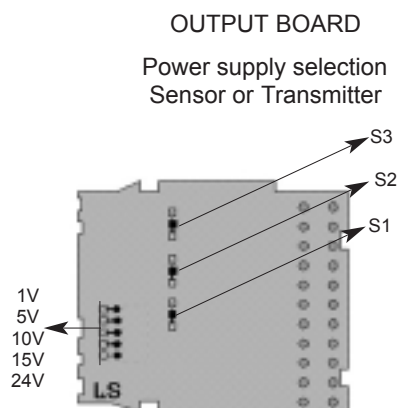 OUTPUT BOARD
Power supply selection
Sensor or Transmitter
S3
S2
S1
1V
5V
10V
15V
24V
LS